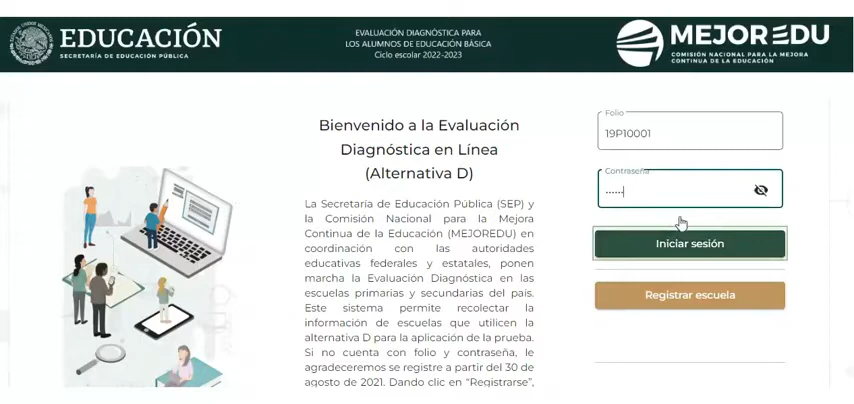 EDUCACIÓN
SECRETARÍA DE EDUCACIÓN PÚBLICA
EVALUACIÓN DIAGNÓSTICA PARA
LOS ALUMNOS DE EDUCACIÓN BÁSICA
Ciclo escolar 2022-2023
MEJOREDU
COMISIÓN NACIONAL PARA LA MEJORA
CONTINUA DE LA EDUCACIÓN
Bienvenido a la Evaluación
Diagnóstica en Línea
(Alternativa D)
La Secretaría de Educación Pública (SEP) y
la Comisión Nacional para la Mejora
Continua de la Educación (MEJOREDU) en
coordinación con las autoridades
educativas federales y estatales, ponen
marcha la Evaluación Diagnóstica en las
escuelas primarias y secundarias del país.
Este sistema permite recolectar la
información de escuelas que utilicen la
alternativa D para la aplicación de la prueba.
Si no cuenta con folio y contraseña, le
agradeceremos se registre a partir del 30 de
agosto de 2021. Dando clic en “Registrarse”,
Folio
19P10001
Contraseña
......
Iniciar sesión
Registrar escuela